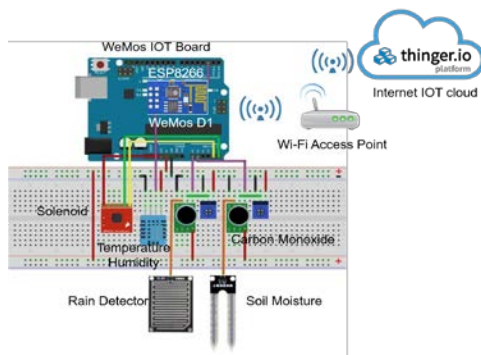 WeMos IOT Board
ESP8266
WeMos D1
thinger.io
platform
Internet IOT cloud
Wi-Fi Access Point
Solenoid
Temperature
Humidity
Carbon Monoxide
Rain Detector
Soil Moisture